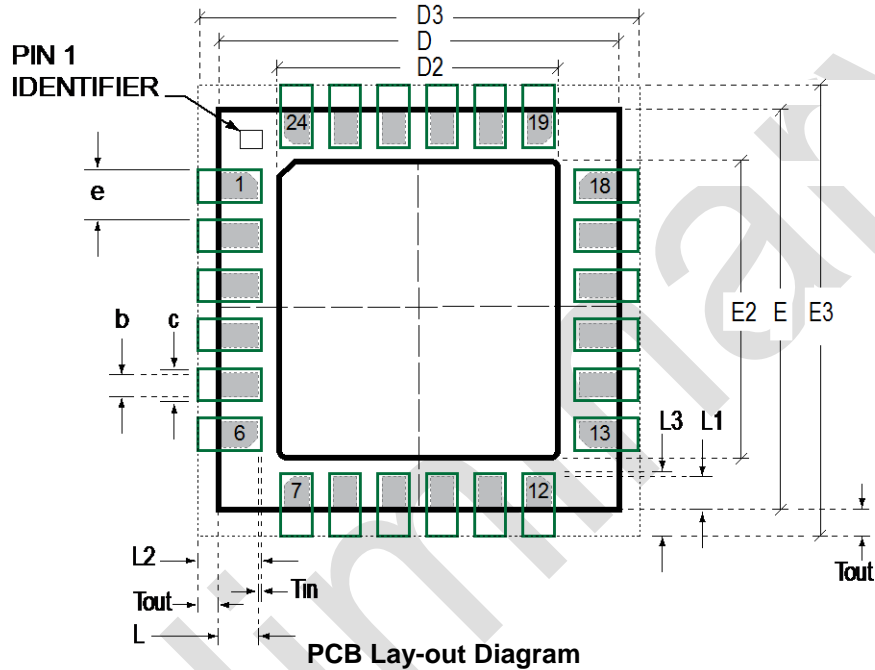 D3
D
D2
PIN 1
IDENTIFIER
24
19
1
18
e
E2
E
E3
b
c
6
13
L3
L1
7
12
L2
Tin
Tout
Tout
L
PCB Lay-out Diagram